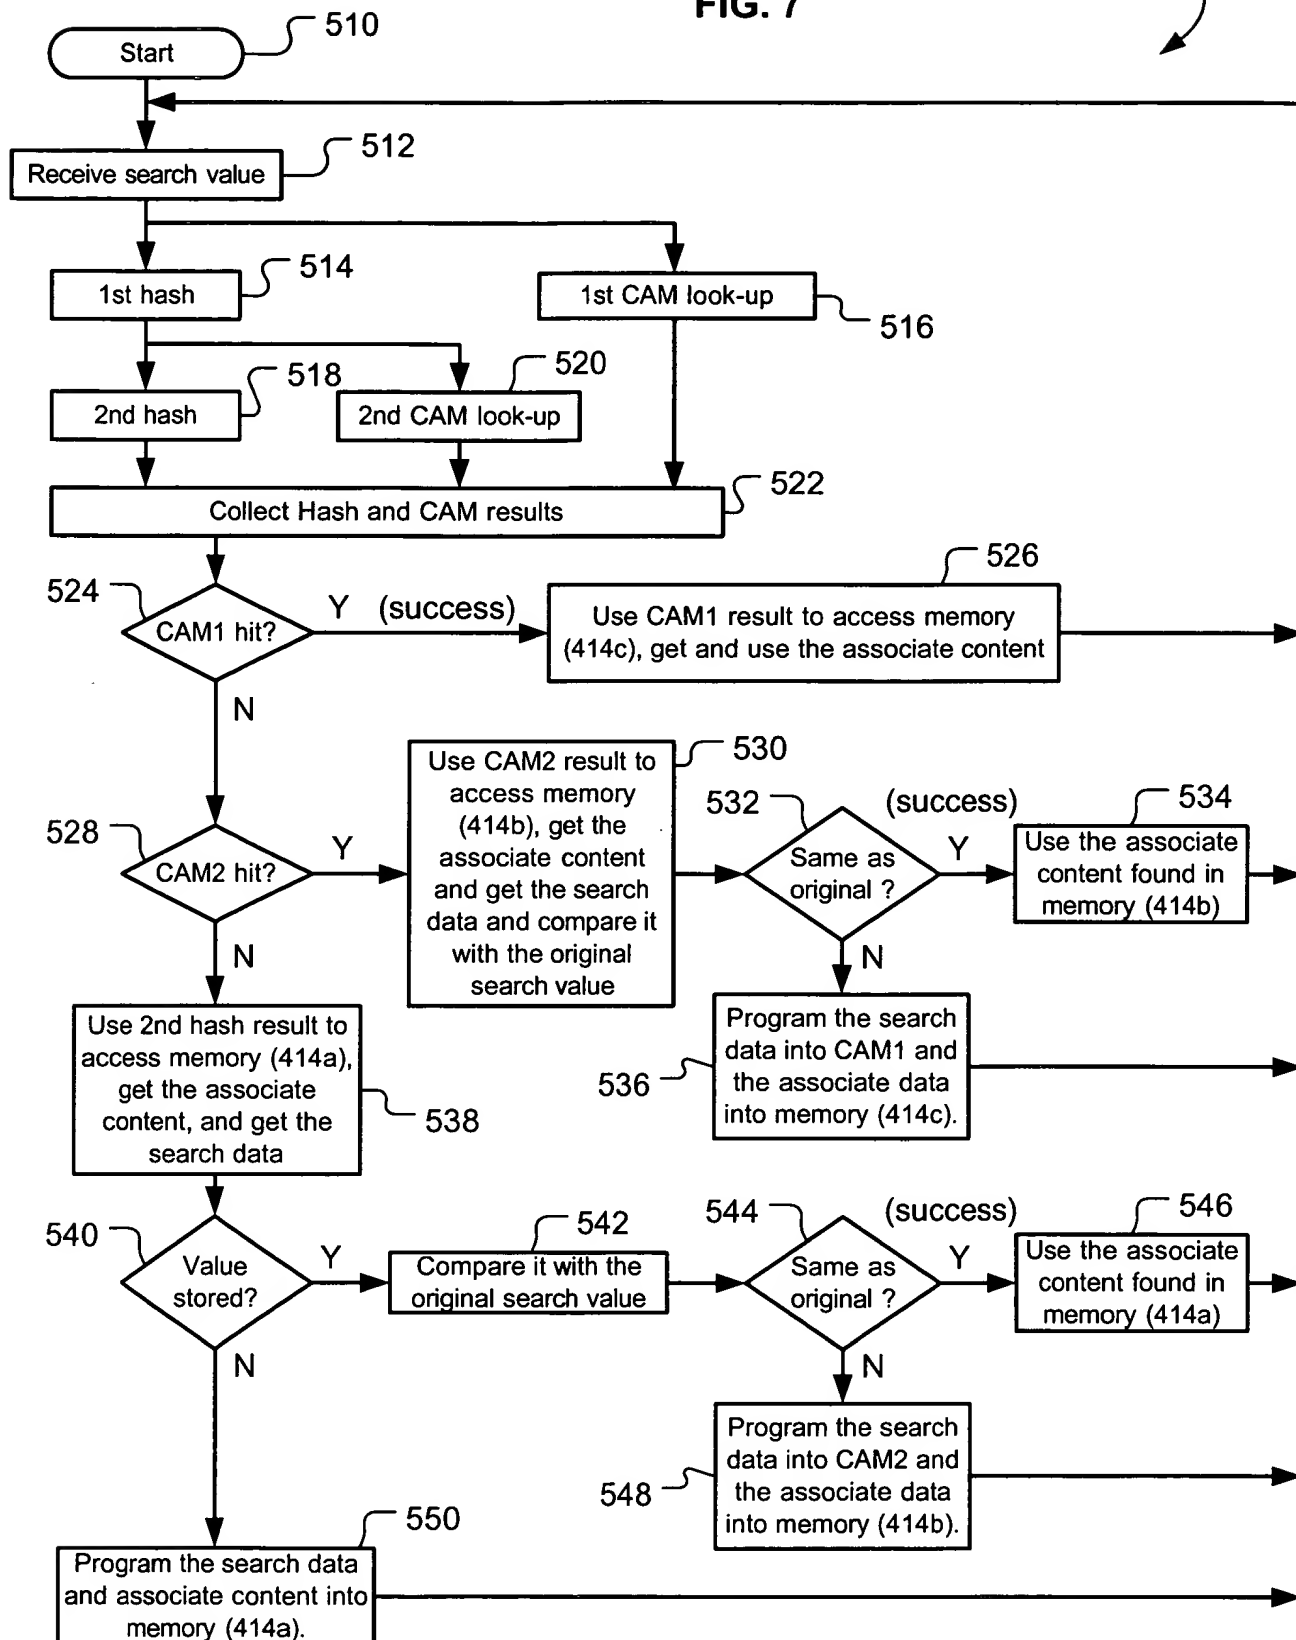 FIG. 7
Start
510
Receive search value
512
1st hash
514
1st CAM look-up
516
2nd hash
518
2nd CAM look-up
520
Collect Hash and CAM results
522
524
CAM1 hit?
Y (success)
N
526
Use CAM1 result to access memory
(414c), get and use the associate content
528
CAM2 hit?
Y
N
530
Use CAM2 result to
access memory
(414b), get the
associate content
and get the search
data and compare it
with the original
search value
532
Same as
original ?
(success)
Y
N
534
Use the associate
content found in
memory (414b)
536
Program the search
data into CAM1 and
the associate data
into memory (414c).
Use 2nd hash result to
access memory (414a),
get the associate
content, and get the
search data
538
540
Value
stored?
Y
N
542
Compare it with the
original search value
544
Same as
original ?
(success)
Y
N
546
Use the associate
content found in
memory (414a)
548
Program the search
data into CAM2 and
the associate data
into memory (414b).
550
Program the search data
and associate content into
memory (414a).